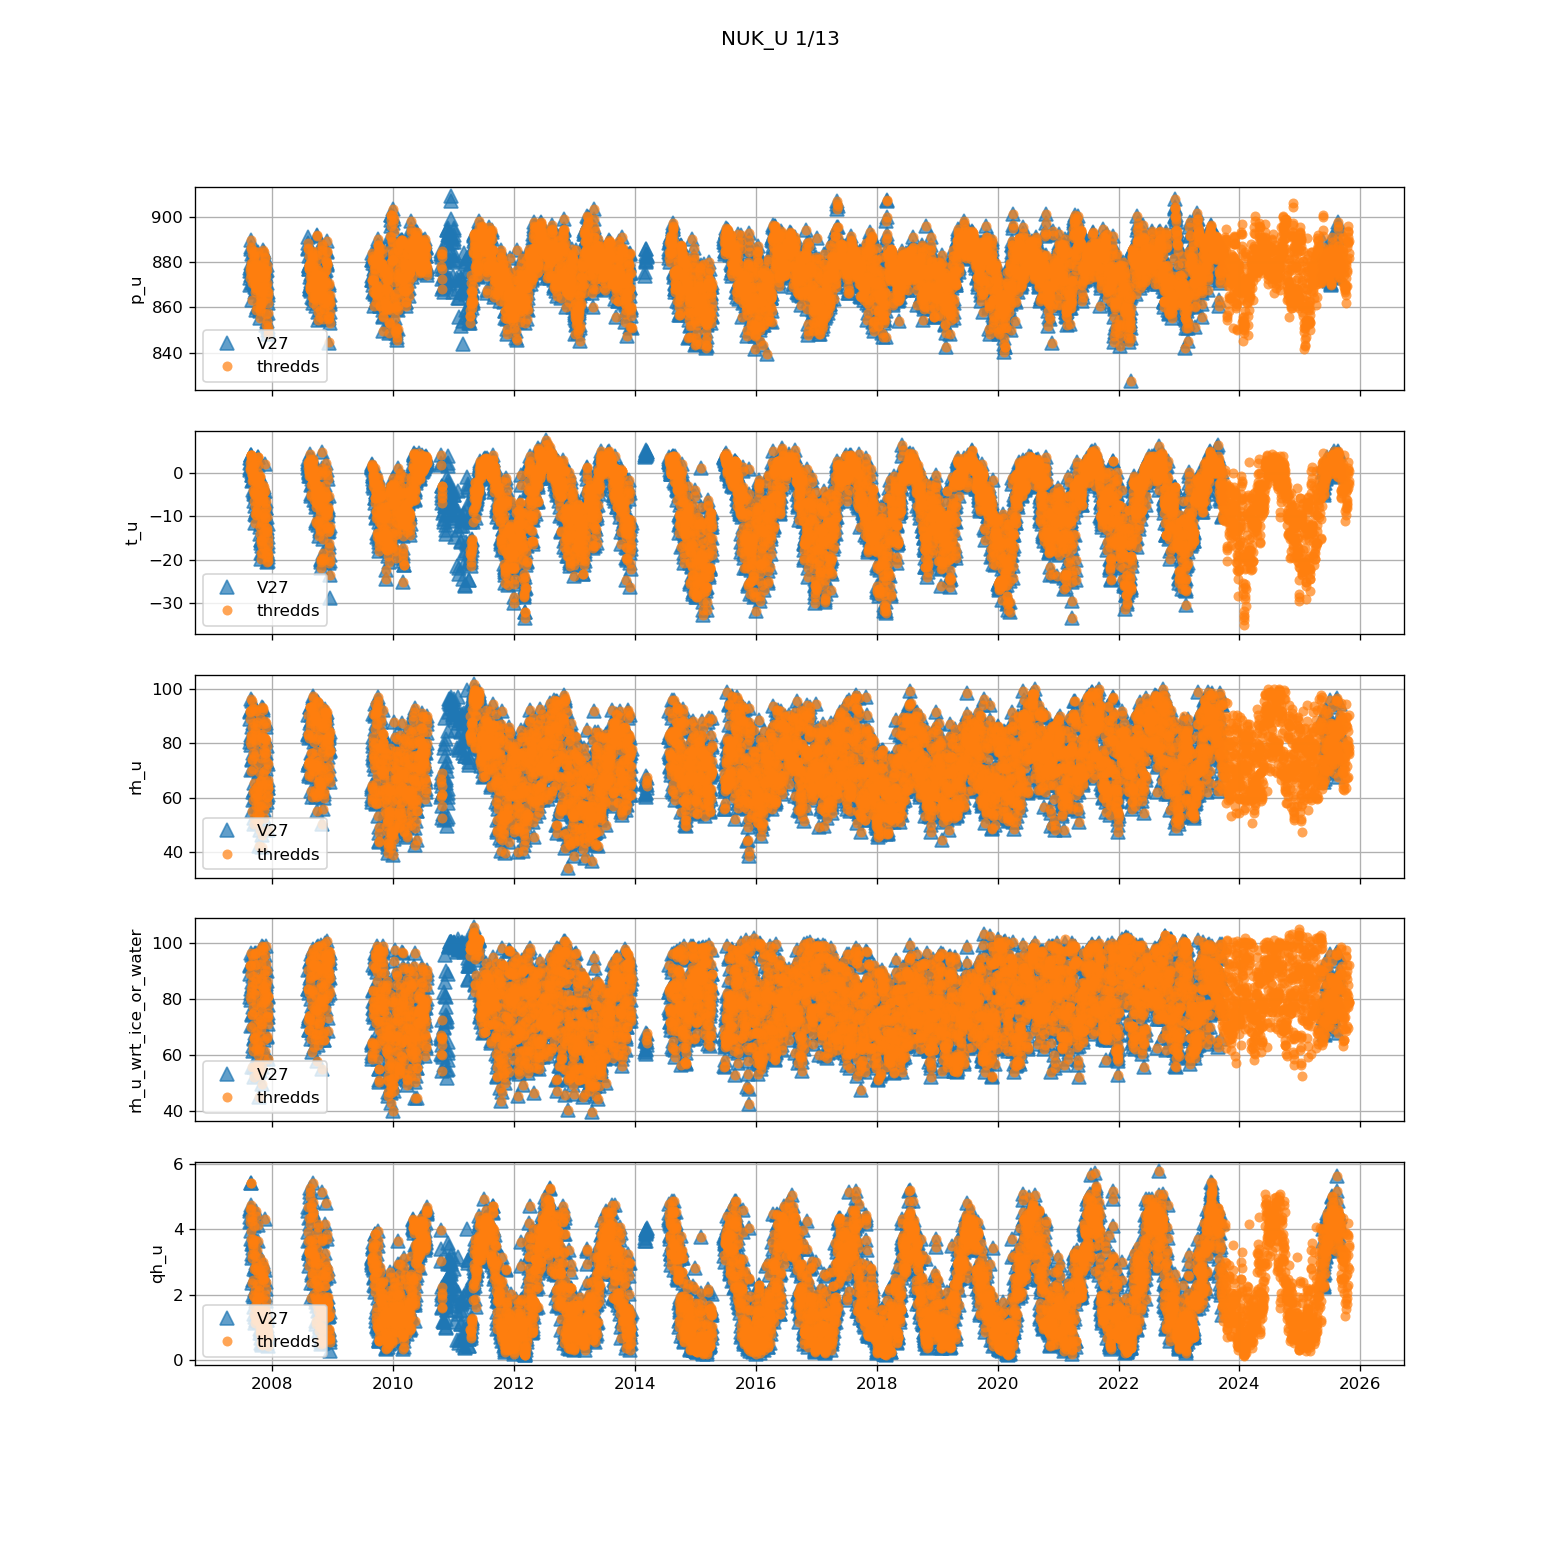 NUK_U 1/13
900
880
860
840
p_u
V27
thredds
0
−10
−20
−30
t_u
V27
thredds
100
80
60
40
rh_u
V27
thredds
100
80
60
40
rh_u_wrt_ice_or_water
V27
thredds
6
4
2
0
qh_u
V27
thredds
2008 2010 2012 2014 2016 2018 2020 2022 2024 2026